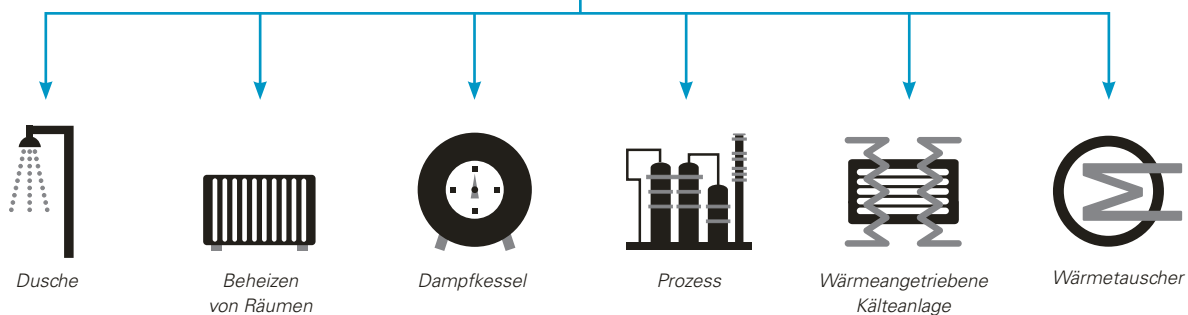 Dusche
Beheizen
von Räumen
Dampfkessel
Prozess
Wärmeangetriebene
Kälteanlage
Wärmetauscher